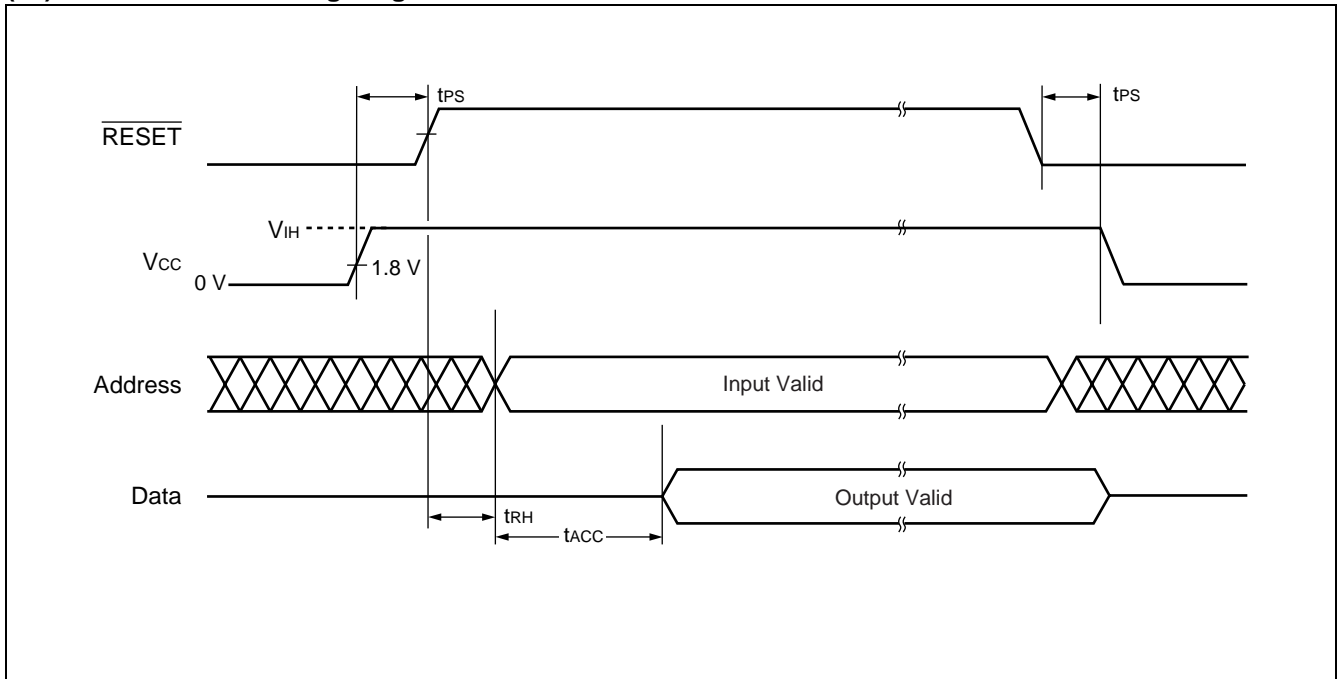 tPS
tPS
RESET
VIH
VCC
1.8 V
0 V
Address
Input Valid
Data
Output Valid
tRH
tACC